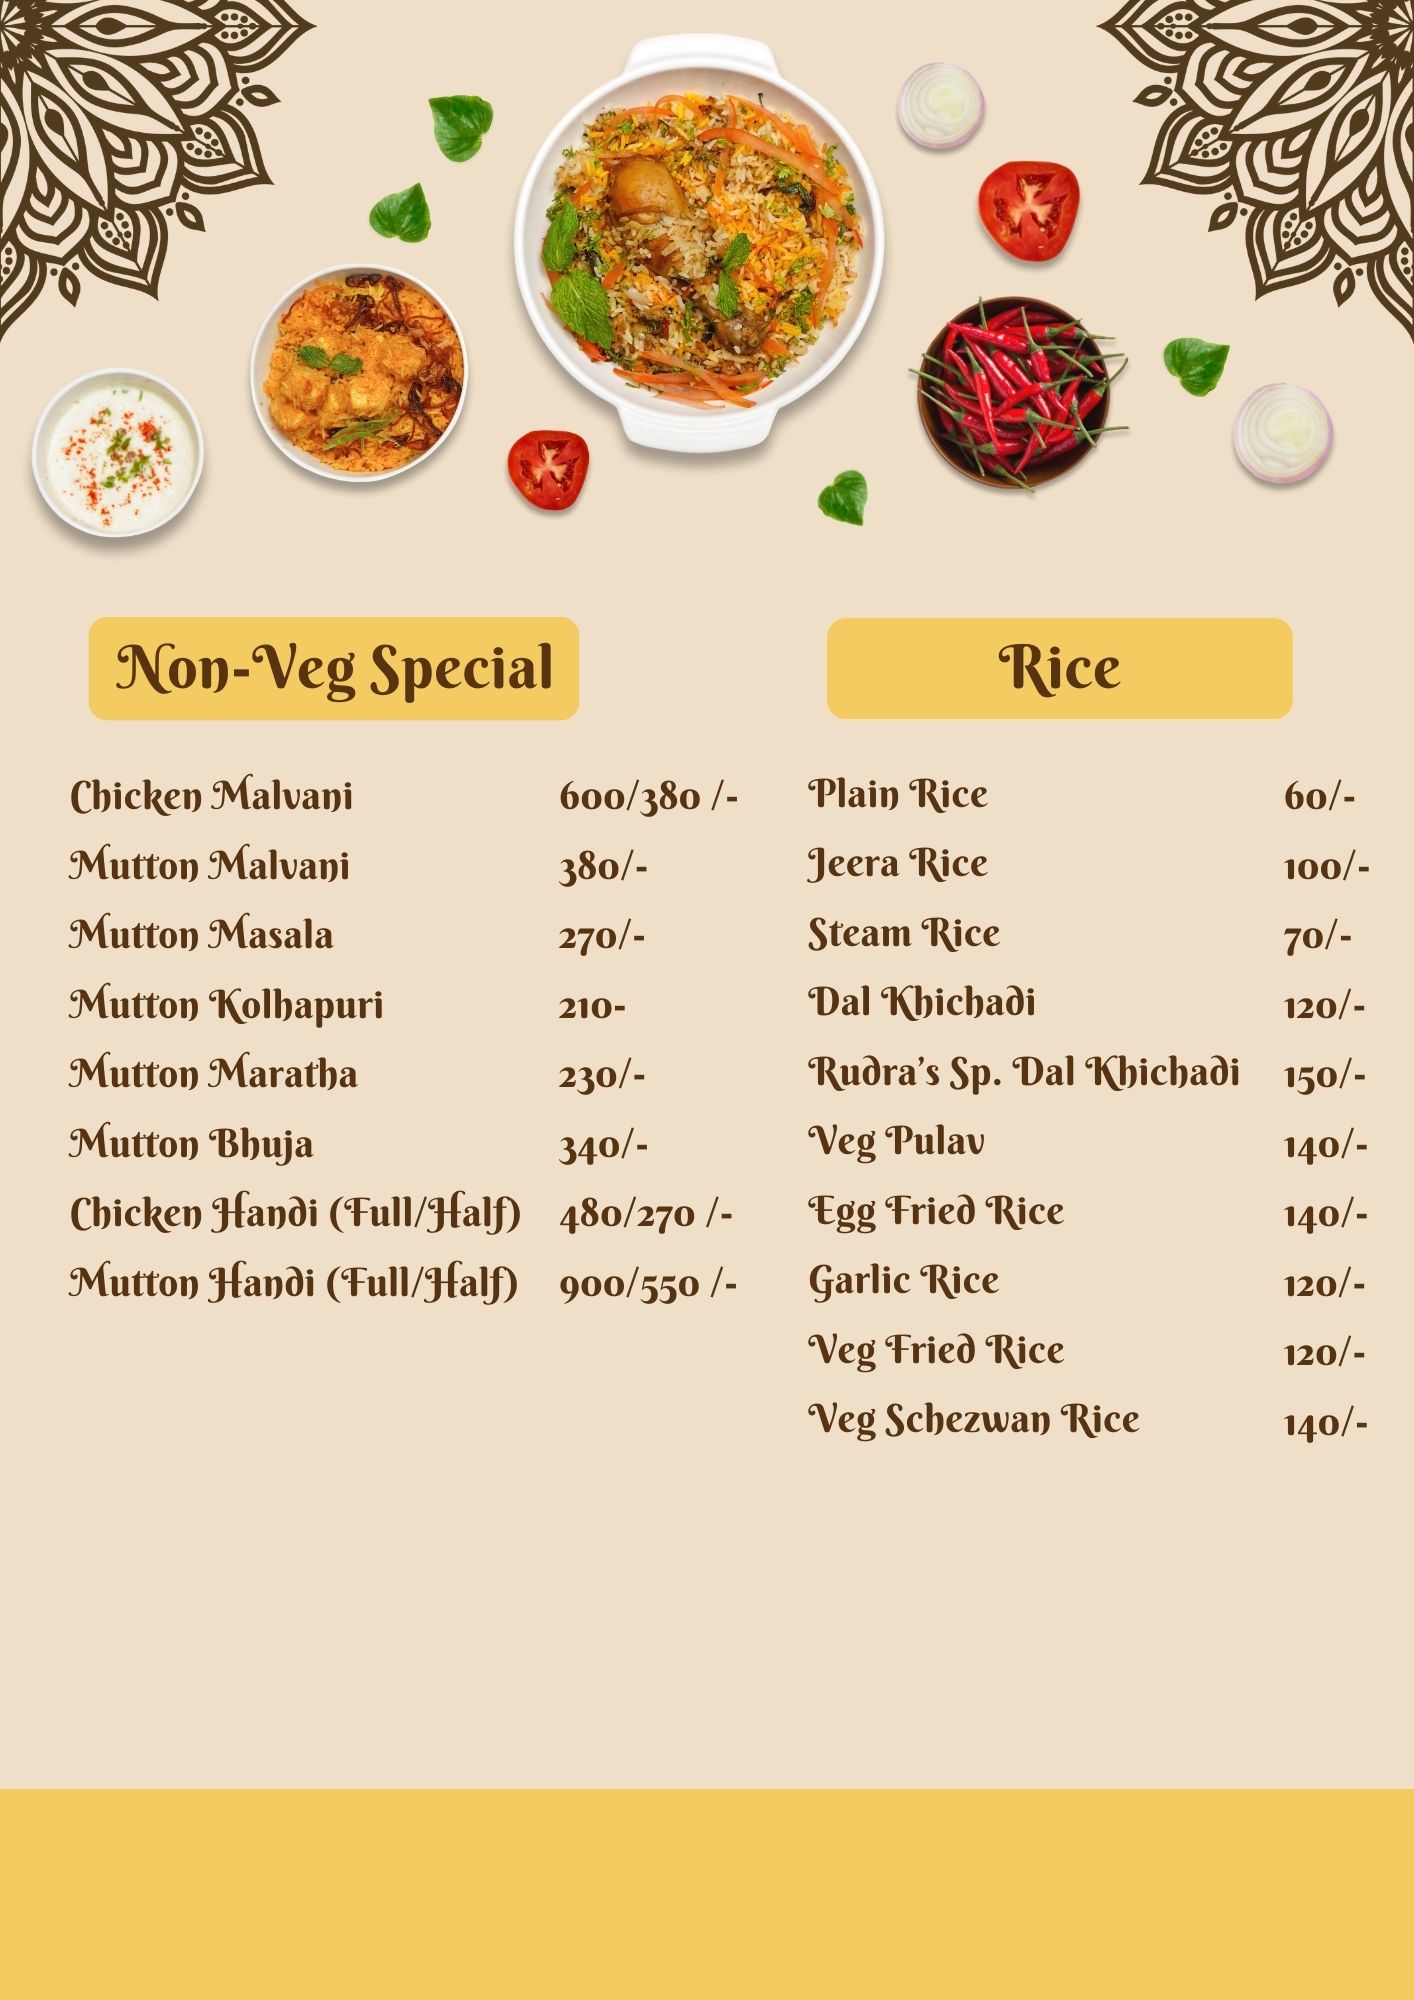 Non-Veg Special
Chicken Malvani 600/380 /-
Mutton Malvani 380/-
Mutton Masala 270/-
Mutton Kolhapuri 210-
Mutton Maratha 230/-
Mutton Bhuja 340/-
Chicken Handi (Full/Half) 480/270 /-
Mutton Handi (Full/Half) 900/550 /-
Rice
Plain Rice 60/-
Jeera Rice 100/-
Steam Rice 70/-
Dal Khichadi 120/-
Rudra's Sp. Dal Khichadi 150/-
Veg Pulav 140/-
Egg Fried Rice 140/-
Garlic Rice 120/-
Veg Fried Rice 120/-
Veg Schezwan Rice 140/-